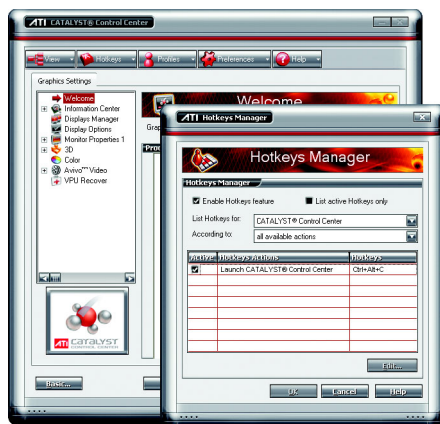 ATI CATALYST® Control Center
View
Hotkeys
Profiles
Preferences
Help
Graphics Settings
Welcome
Information Center
Displays Manager
Display Options
Monitor Properties 1
3D
Color
Avivo™ Video
VPU Recover
Welcome
ATI CATALYST
CONTROL CENTER
Basic...
ATI Hotkeys Manager
Hotkeys Manager
Hotkeys Manager
Enable Hotkeys feature
List active Hotkeys only
List Hotkeys for:
CATALYST® Control Center
According to:
all available actions
Active
Hotkeys Actions
Hotkeys
Launch CATALYST® Control Center
Ctrl+Alt+C
Edit...
OK
Cancel
Help